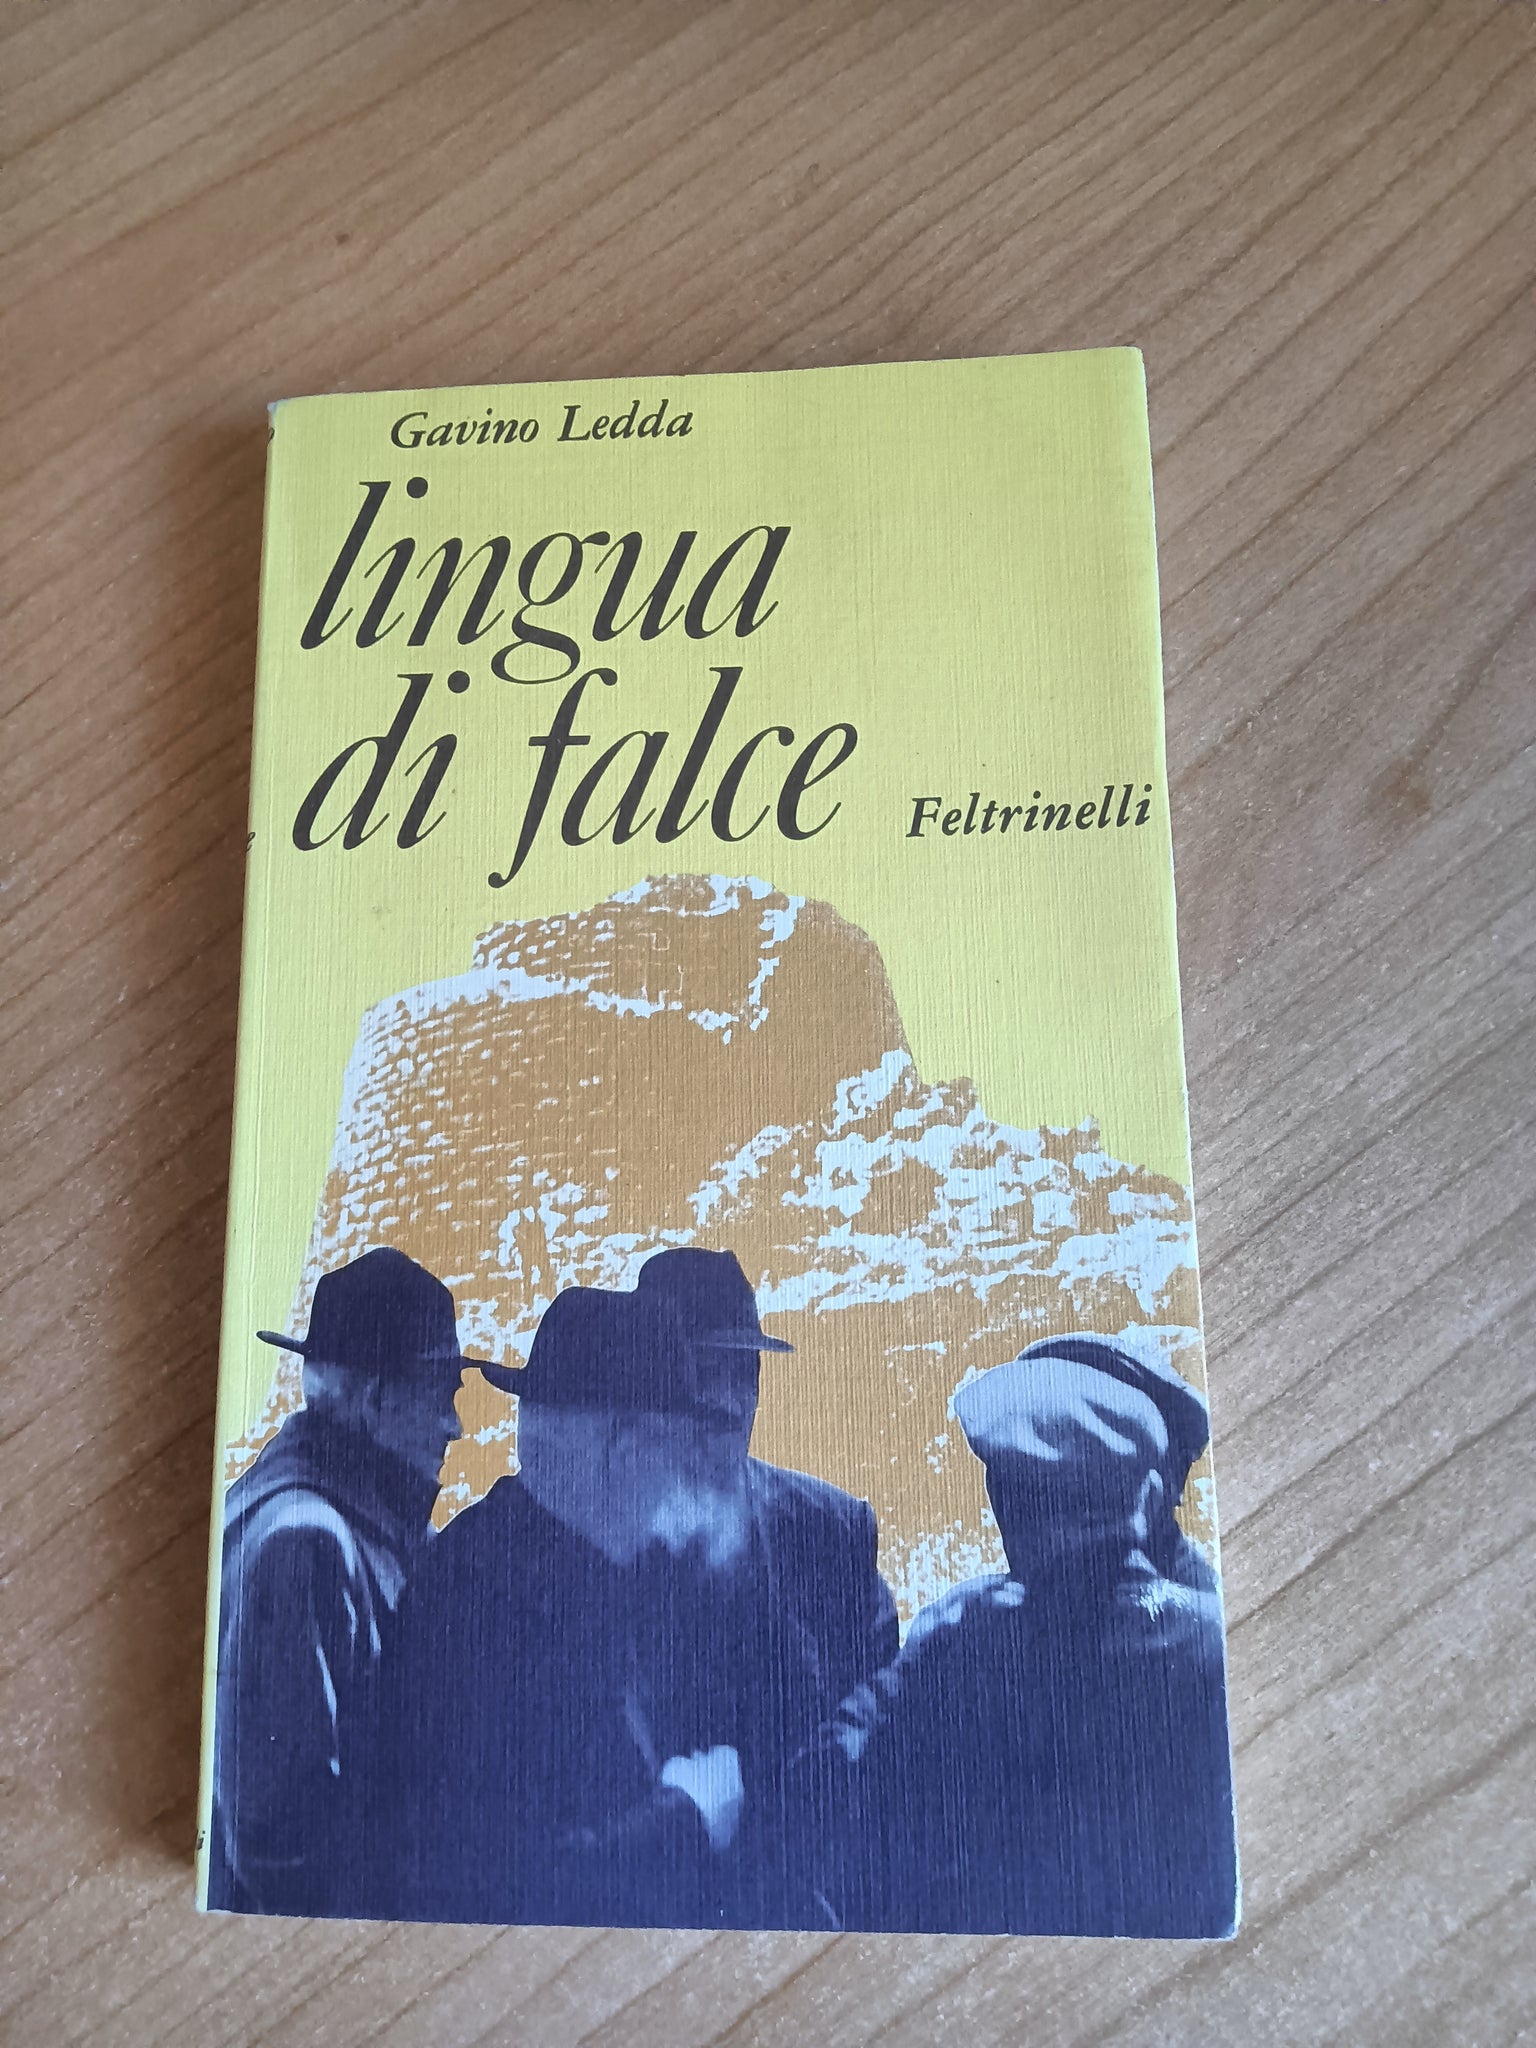 Gavino Ledda
lingua
di falce
Feltrinelli